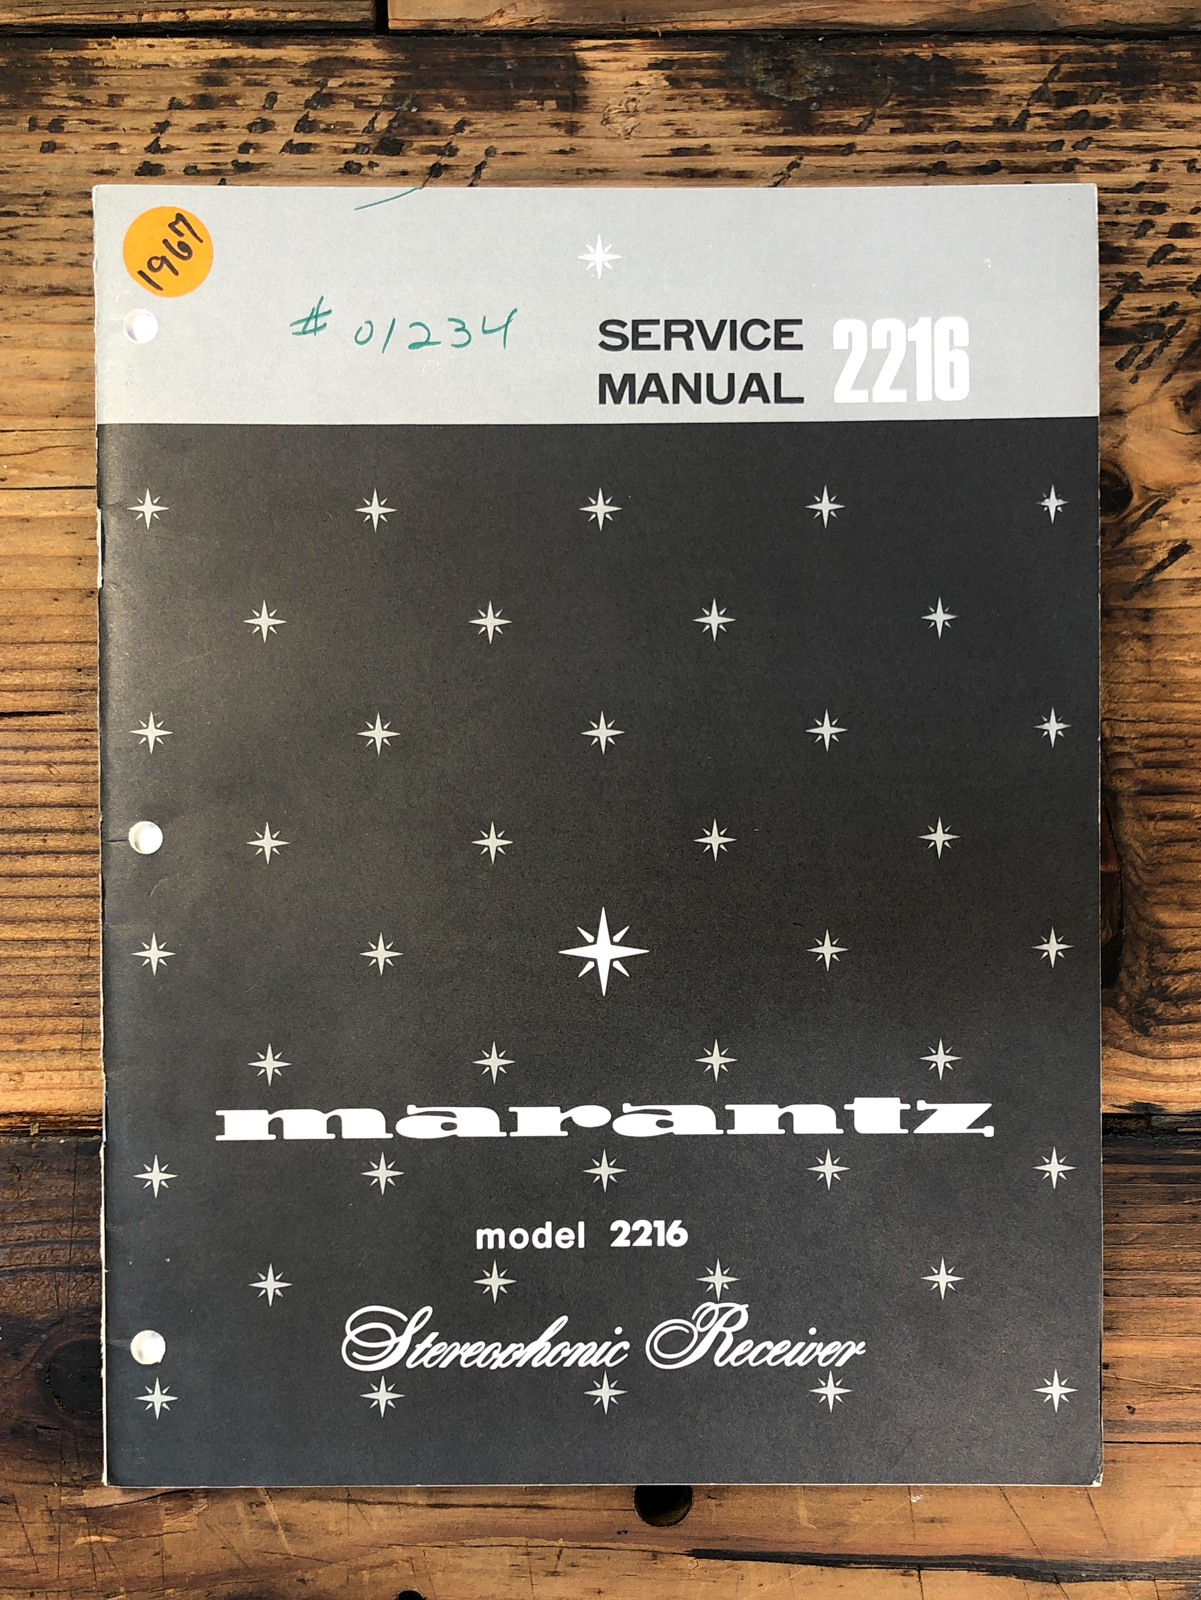 1967
# 01234
SERVICE
MANUAL 2216
marantz
model 2216
Stereophonic Receiver